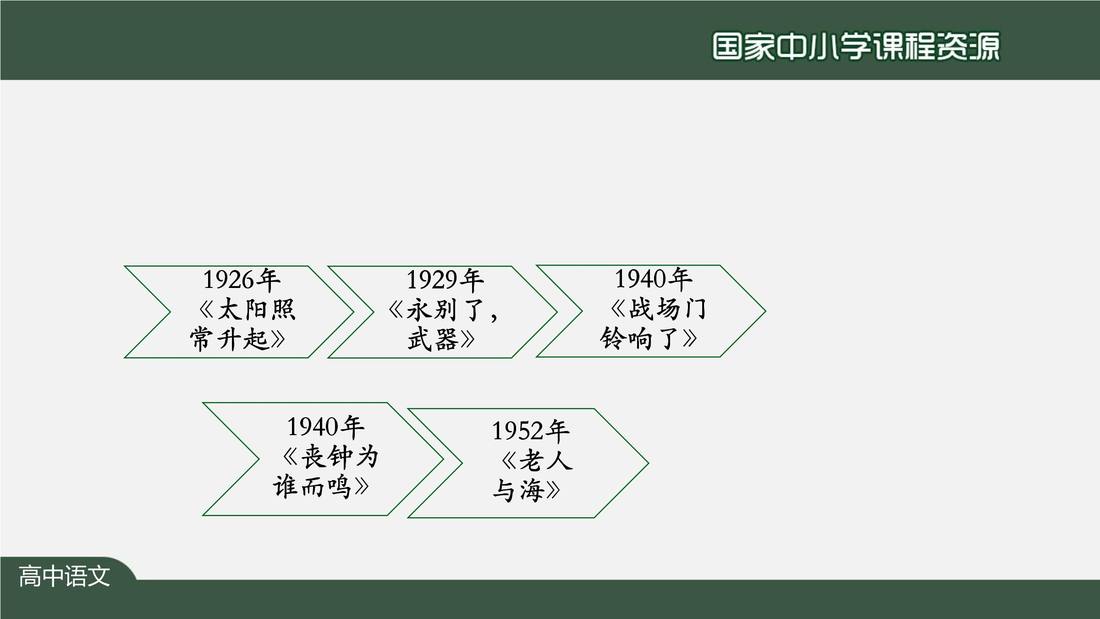 国家中小学课程资源
1926年
《太阳照
常升起》
1929年
《永别了，
武器》
1940年
《战场门
铃响了》
1940年
《丧钟为
谁而鸣》
1952年
《老人
与海》
高中语文